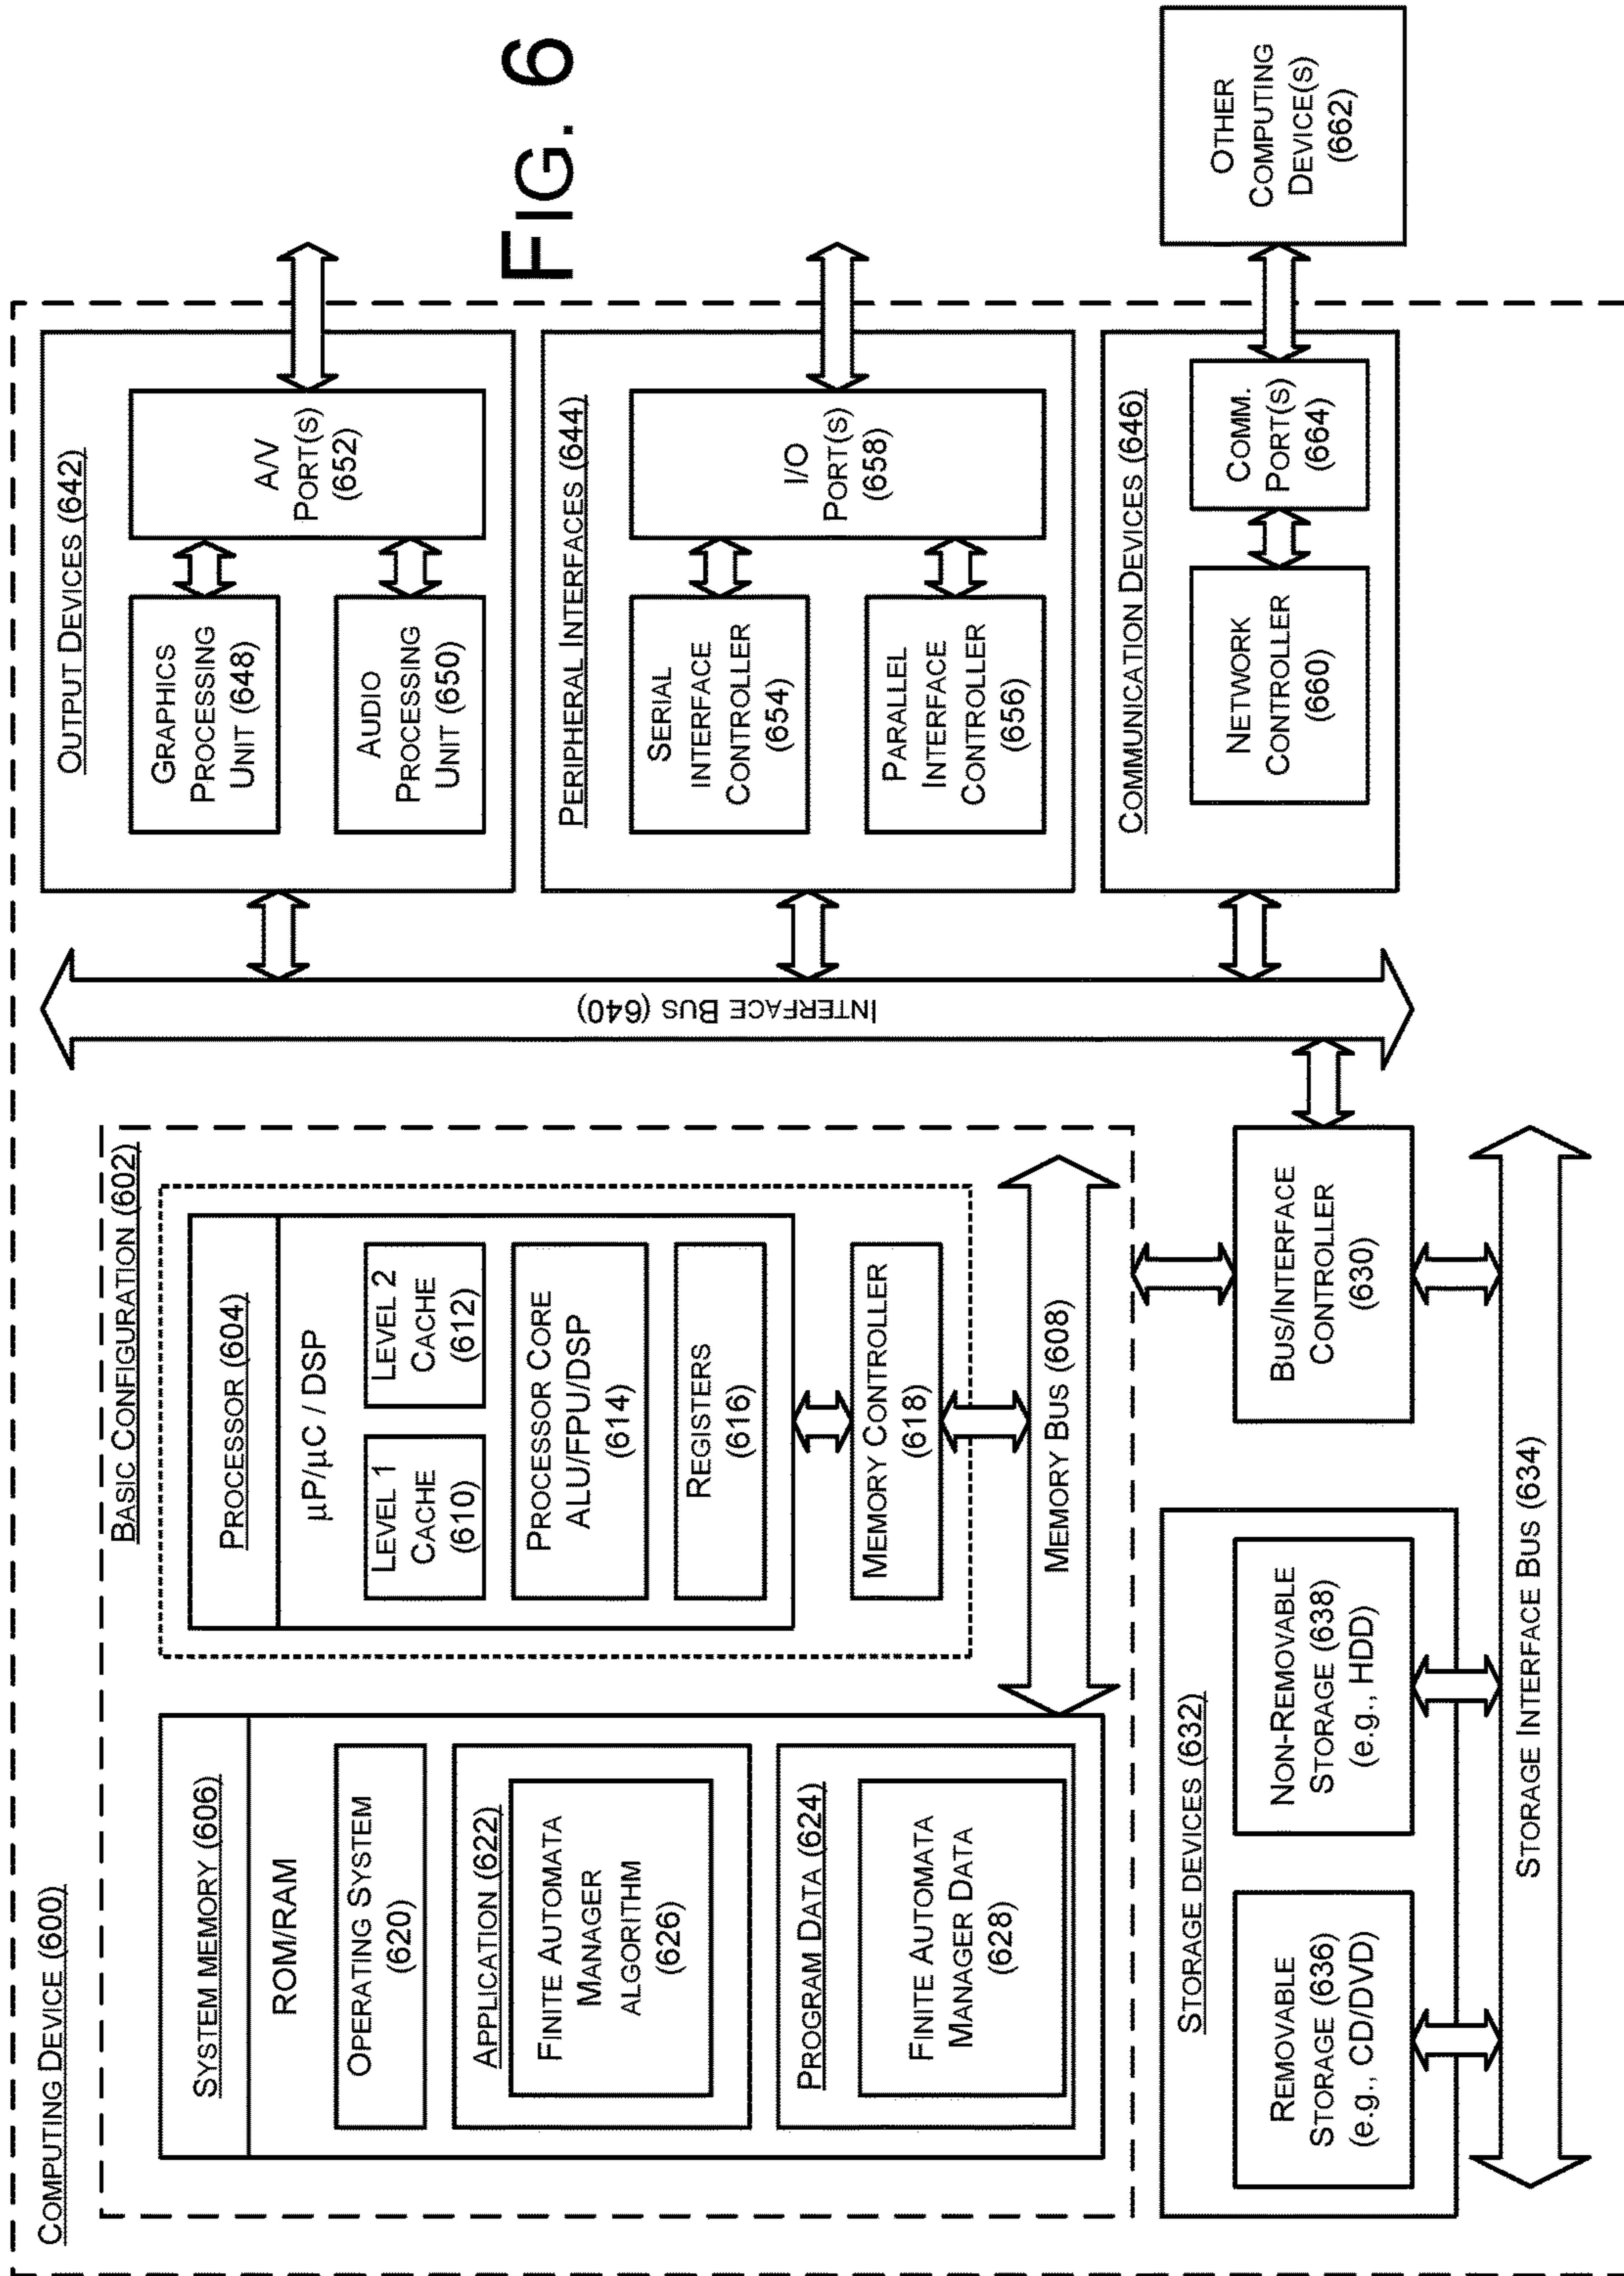 COMPUTING DEVICE (600)
BASIC CONFIGURATION (602)
SYSTEM MEMORY (606)
ROM/RAM
OPERATING SYSTEM
(620)
APPLICATION (622)
FINITE AUTOMATA
MANAGER
ALGORITHM
(626)
PROGRAM DATA (624)
FINITE AUTOMATA
MANAGER DATA
(628)
PROCESSOR (604)
µP/µC / DSP
LEVEL 1
CACHE
(610)
LEVEL 2
CACHE
(612)
PROCESSOR CORE
ALU/FPU/DSP
(614)
REGISTERS
(616)
MEMORY CONTROLLER
(618)
MEMORY BUS (608)
BUS/INTERFACE
CONTROLLER
(630)
STORAGE DEVICES (632)
REMOVABLE
STORAGE (636)
(e.g., CD/DVD)
NON-REMOVABLE
STORAGE (638)
(e.g., HDD)
STORAGE INTERFACE BUS (634)
INTERFACE BUS (640)
OUTPUT DEVICES (642)
GRAPHICS
PROCESSING
UNIT (648)
AUDIO
PROCESSING
UNIT (650)
A/V
PORT(S)
(652)
PERIPHERAL INTERFACES (644)
SERIAL
INTERFACE
CONTROLLER
(654)
PARALLEL
INTERFACE
CONTROLLER
(656)
I/O
PORT(S)
(658)
COMMUNICATION DEVICES (646)
NETWORK
CONTROLLER
(660)
COMM.
PORT(S)
(664)
OTHER
COMPUTING
DEVICE(S)
(662)
FIG. 6